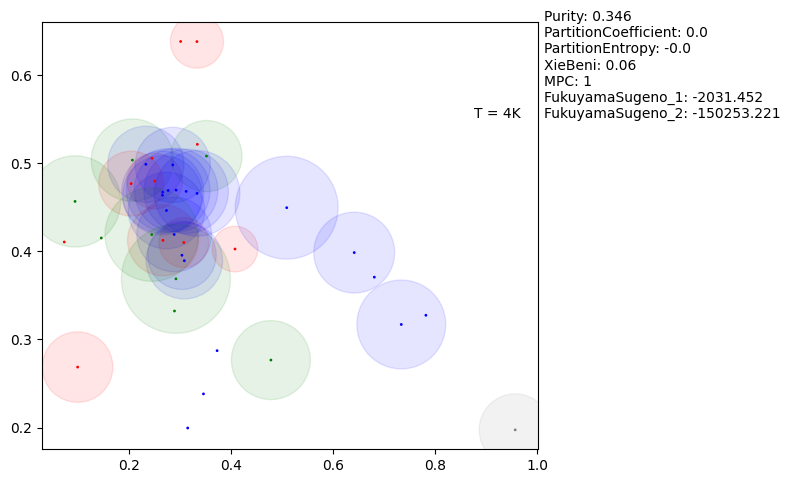 Purity: 0.346
PartitionCoefficient: 0.0
PartitionEntropy: -0.0
XieBeni: 0.06
MPC: 1
FukuyamaSugeno_1: -2031.452
FukuyamaSugeno_2: -150253.221
T = 4K
0.6
0.5
0.4
0.3
0.2
0.2 0.4 0.6 0.8 1.0